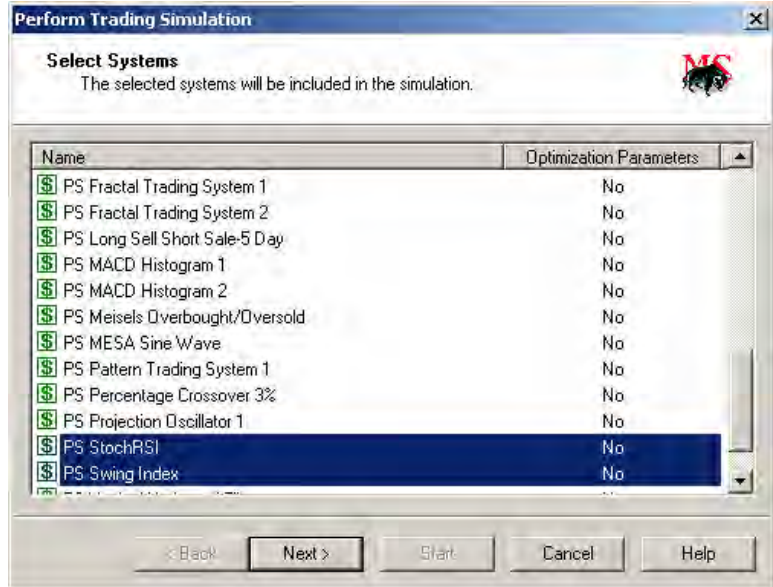 Perform Trading Simulation
Select Systems
The selected systems will be included in the simulation.
MS
Name Optimization Parameters
PS Fractal Trading System 1 No
PS Fractal Trading System 2 No
PS Long Sell Short Sale-5 Day No
PS MACD Histogram 1 No
PS MACD Histogram 2 No
PS Meisels Overbought/Oversold No
PS MESA Sine Wave No
PS Pattern Trading System 1 No
PS Percentage Crossover 3% No
PS Projection Oscillator 1 No
PS StochRSI No
PS Swing Index No
< Back Next > Start Cancel Help